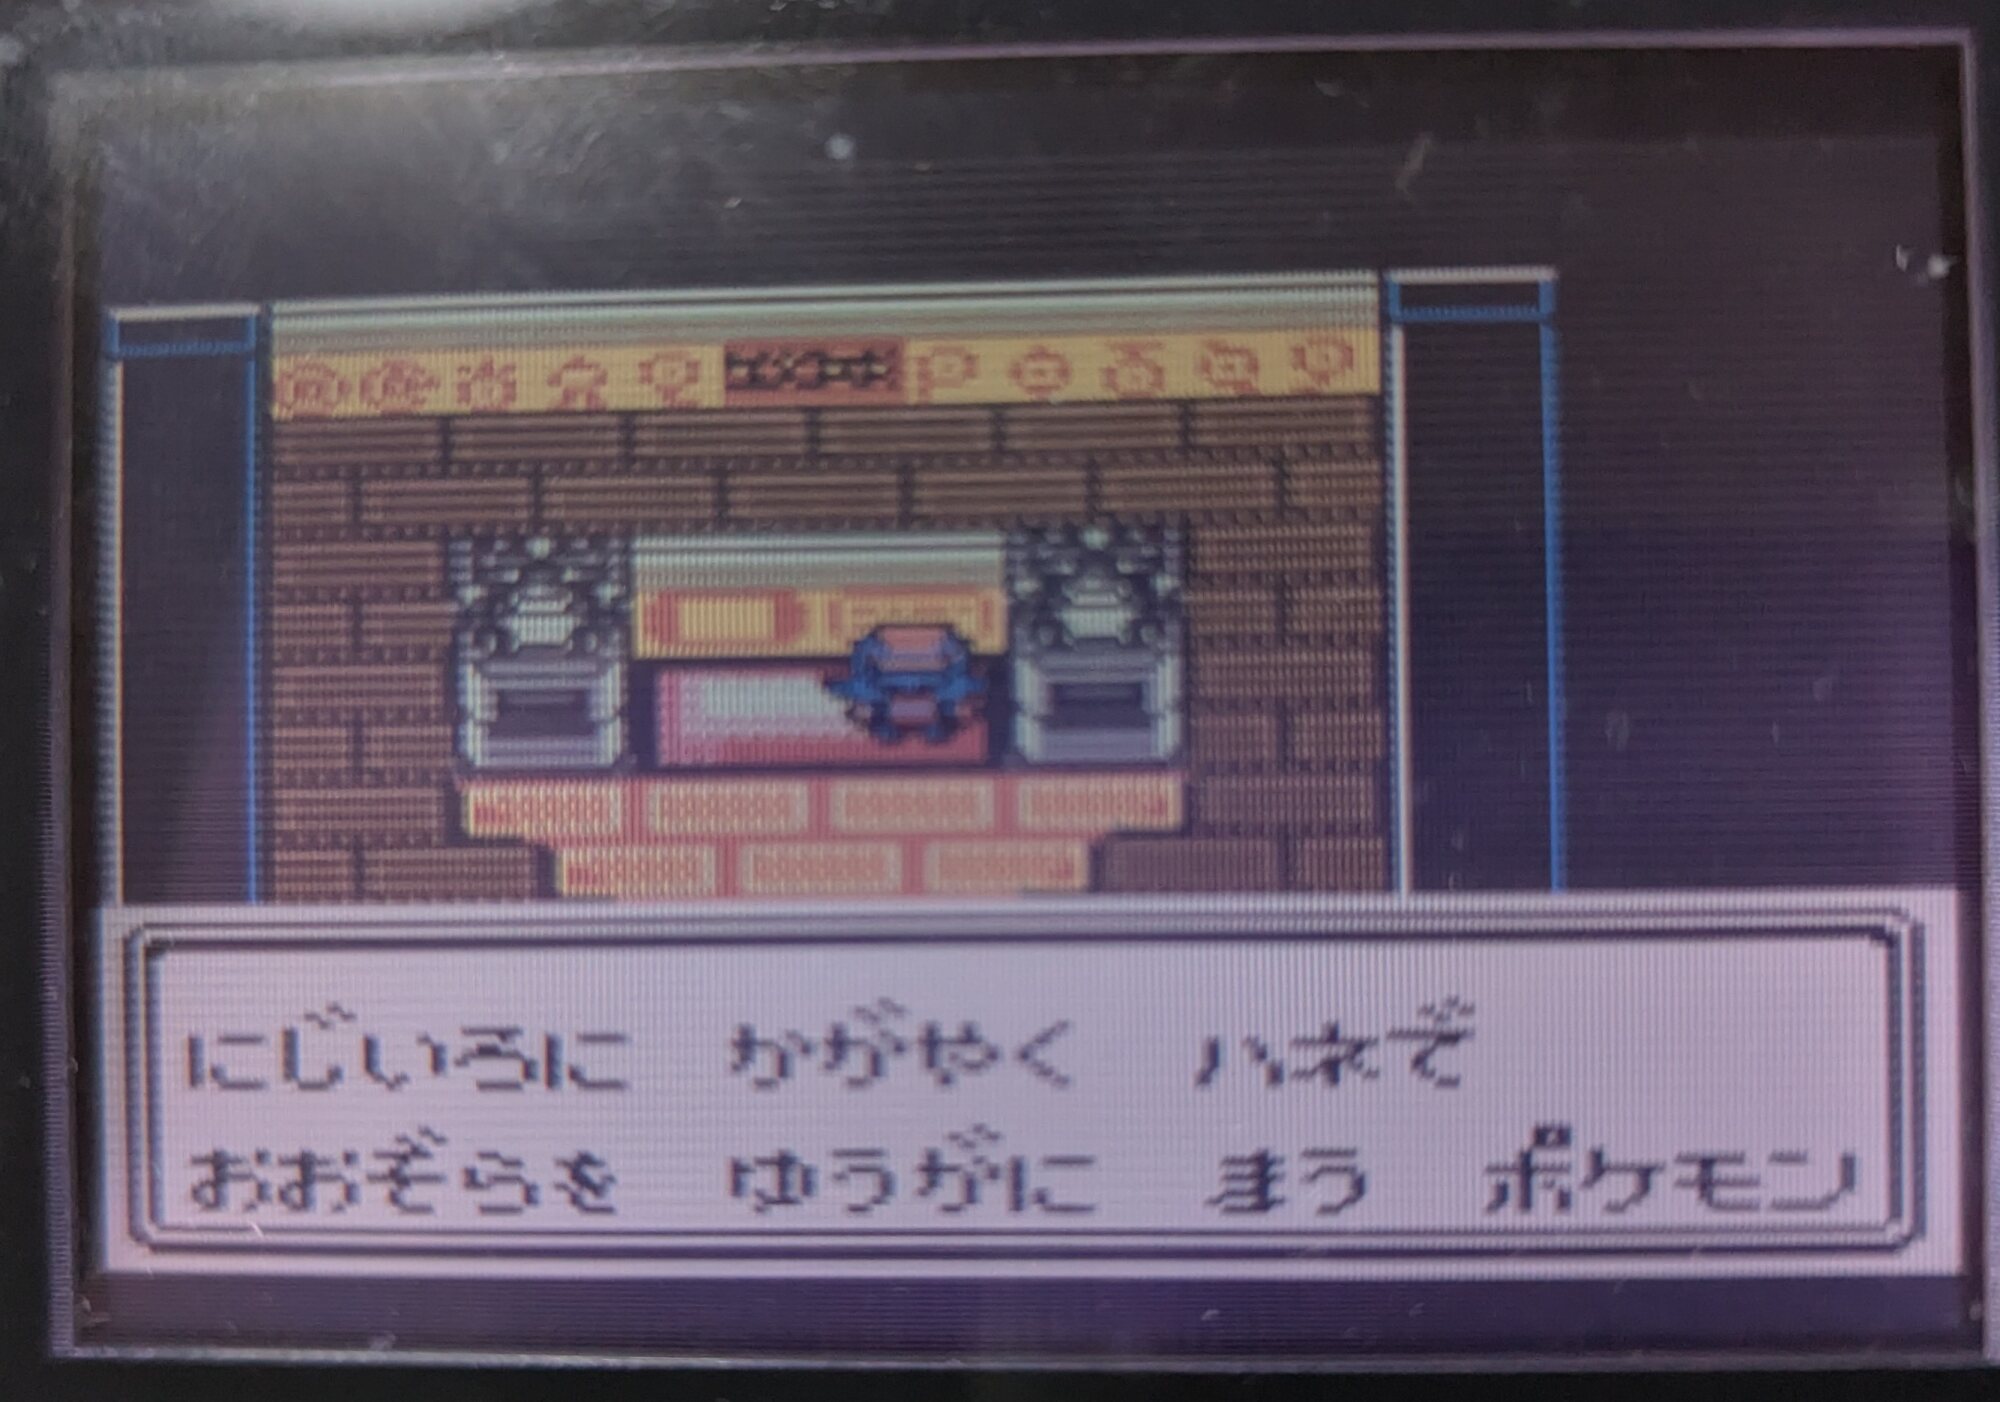 にじいろに かがやく ハネで
おおぞらを ゆうがに まう ポケモン